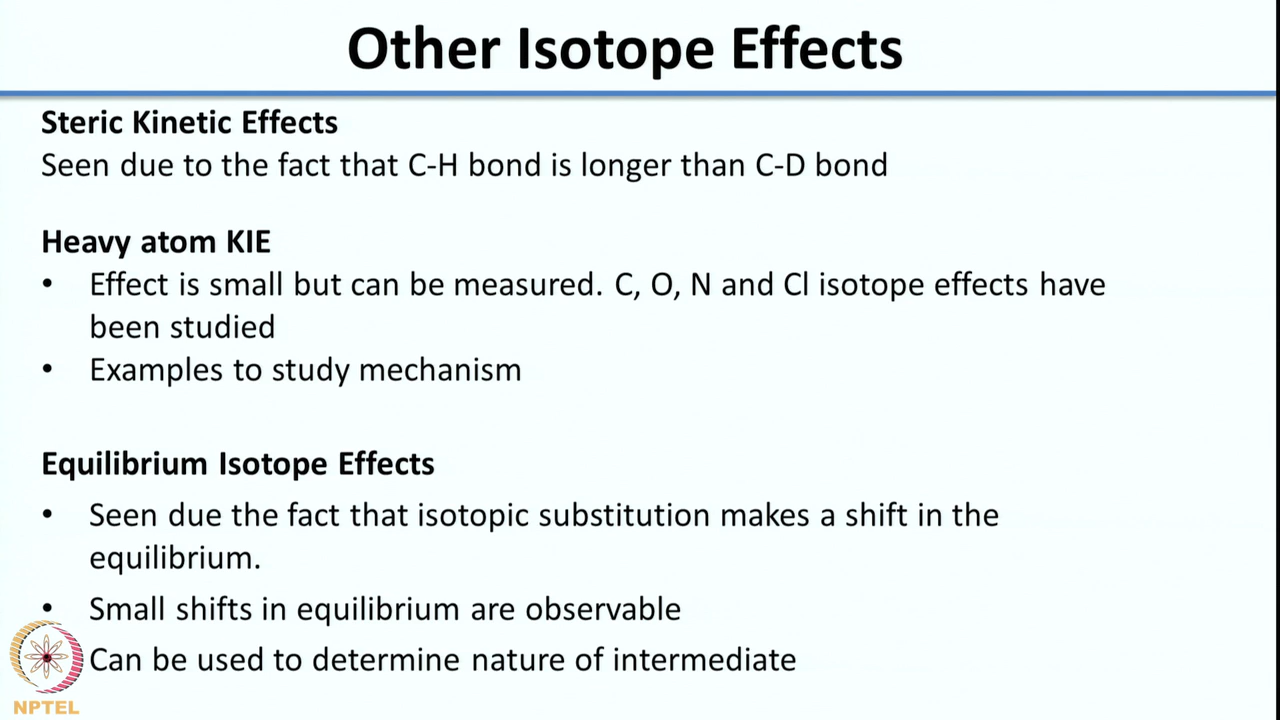 Other Isotope Effects
Steric Kinetic Effects
Seen due to the fact that C-H bond is longer than C-D bond
Heavy atom KIE
• Effect is small but can be measured. C, O, N and Cl isotope effects have
been studied
• Examples to study mechanism
Equilibrium Isotope Effects
• Seen due the fact that isotopic substitution makes a shift in the
equilibrium.
• Small shifts in equilibrium are observable
Can be used to determine nature of intermediate
NPTEL